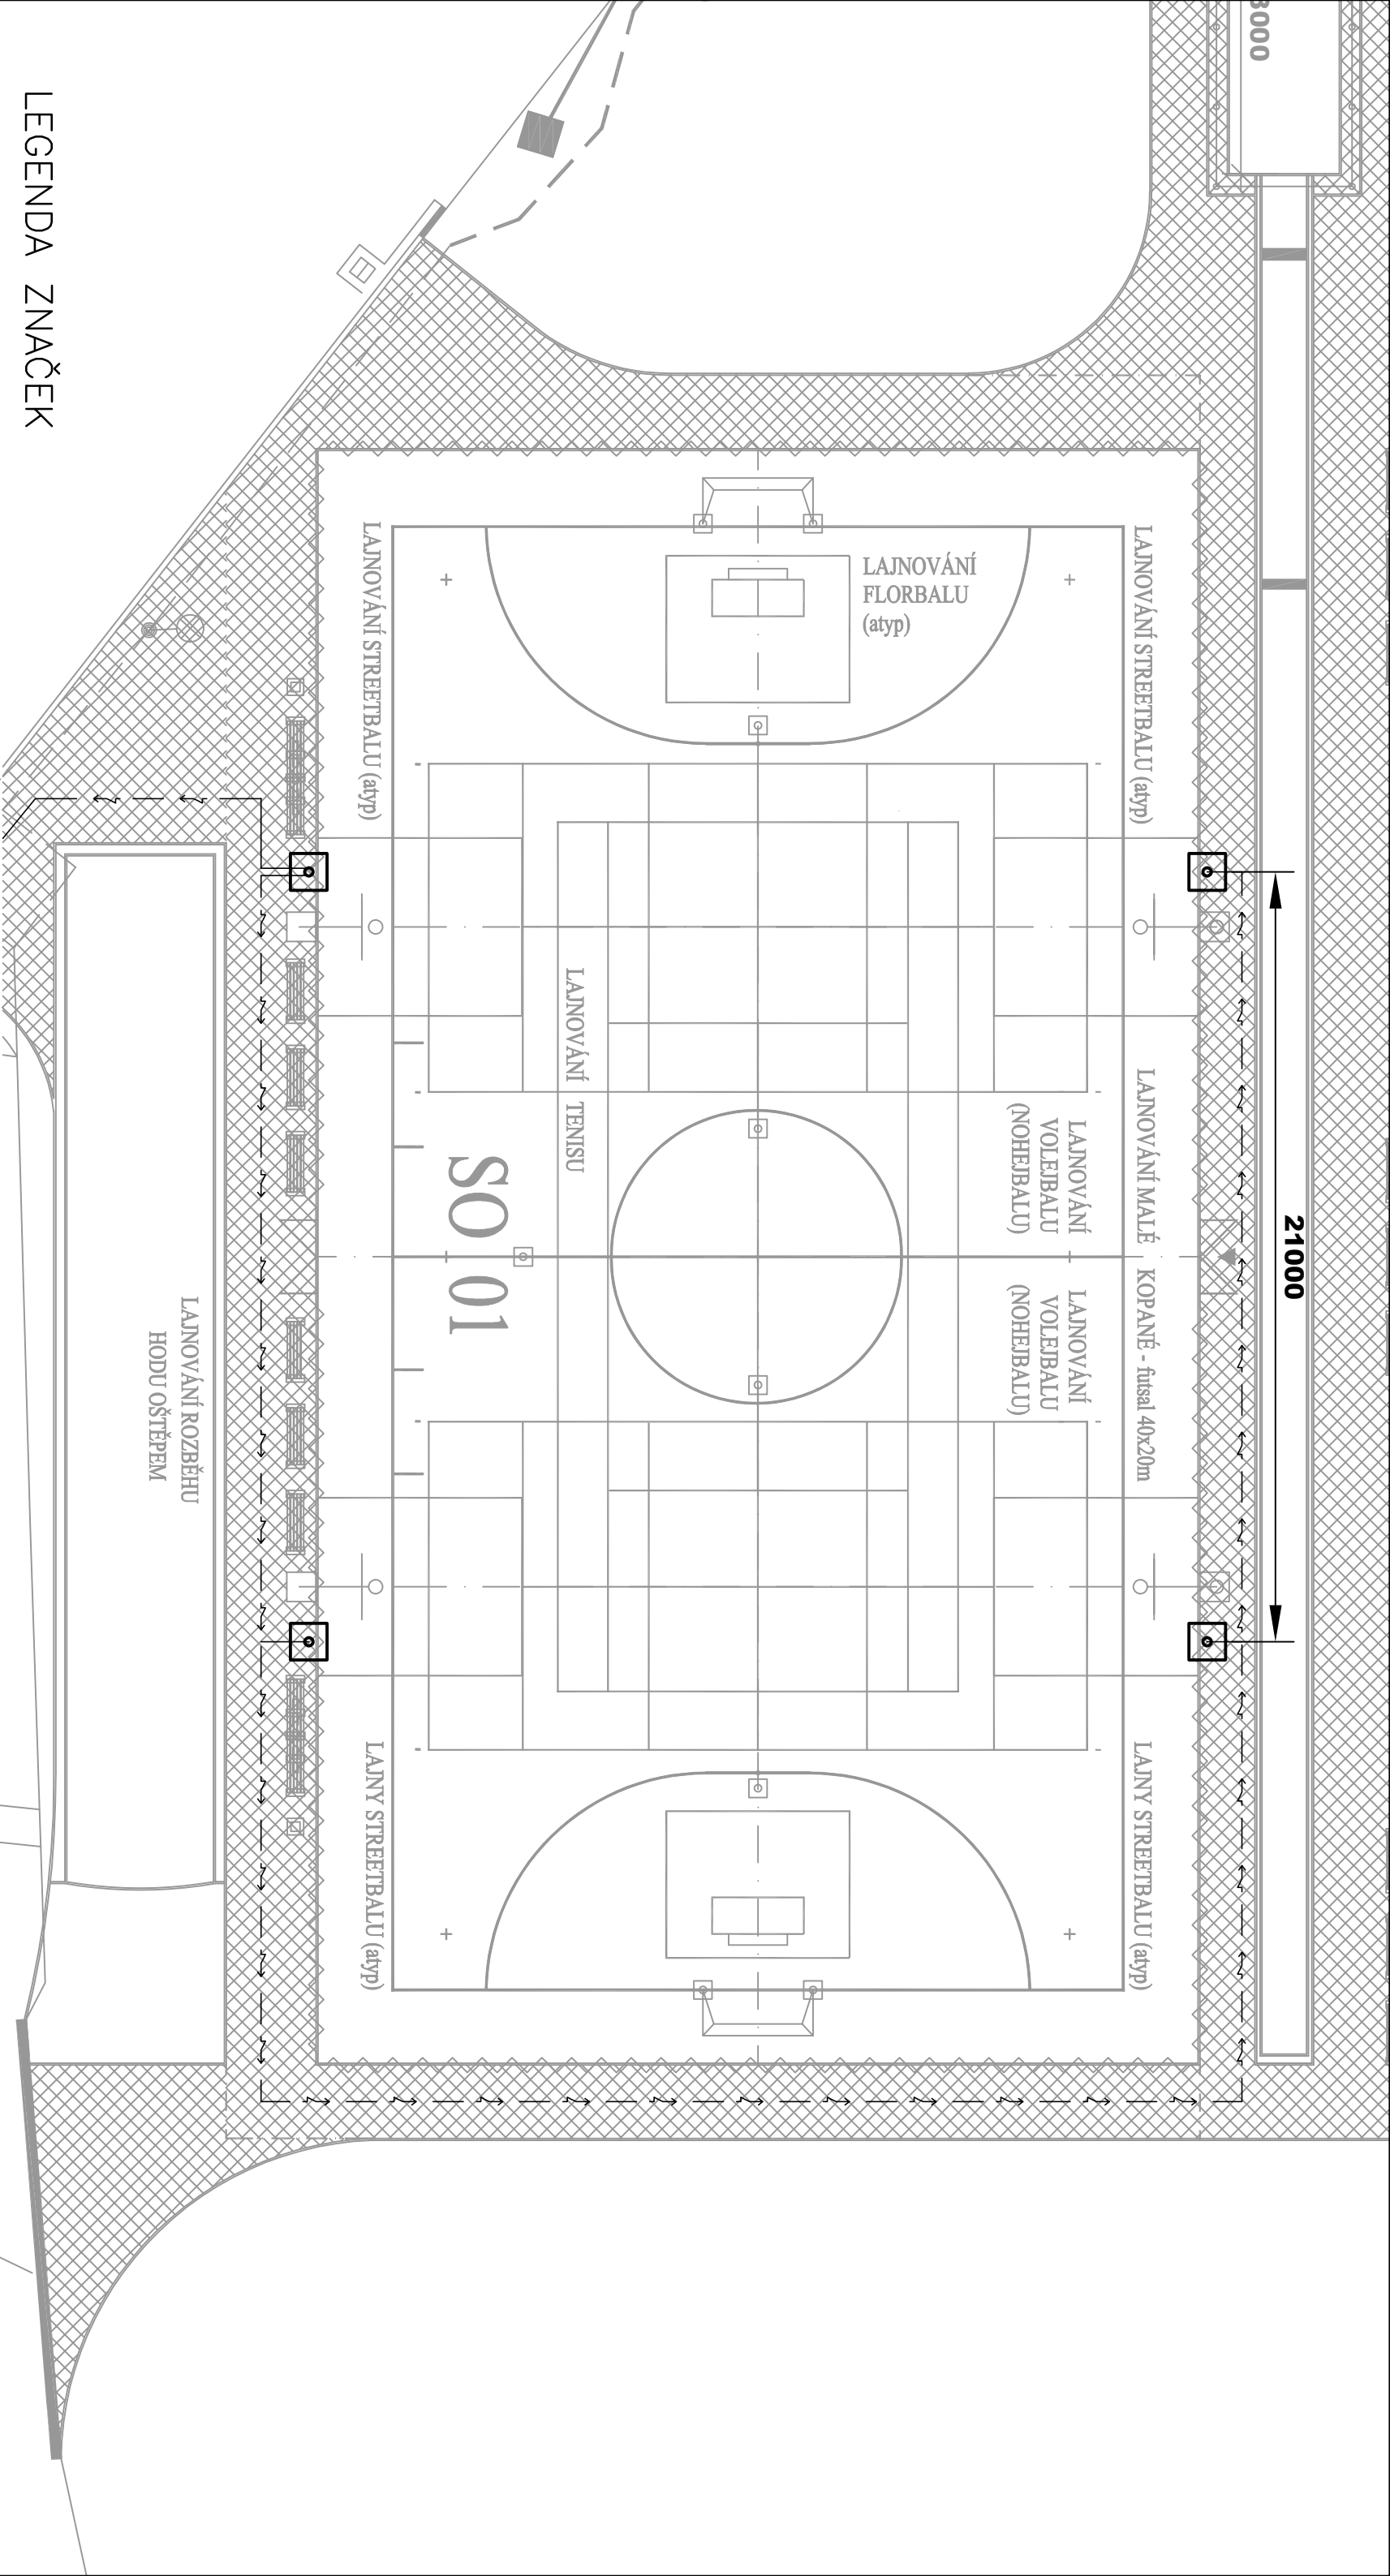 3000
LEGENDA ZNAČEK
LAJNOVÁNÍ STREETBALU (atyp)
LAJNOVÁNÍ
FLORBALU
(atyp)
LAJNOVÁNÍ STREETBALU (atyp)
LAJNOVÁNÍ TENISU
LAJNOVÁNÍ MALÉ KOPANÉ - futsal 40x20m
LAJNOVÁNÍ
VOLEJBALU
(NOHEJBALU)
LAJNOVÁNÍ
VOLEJBALU
(NOHEJBALU)
21000
SO 01
LAJNOVÁNÍ ROZBĚHU
HODU OŠTĚPEM
LAJNY STREETBALU (atyp)
LAJNY STREETBALU (atyp)